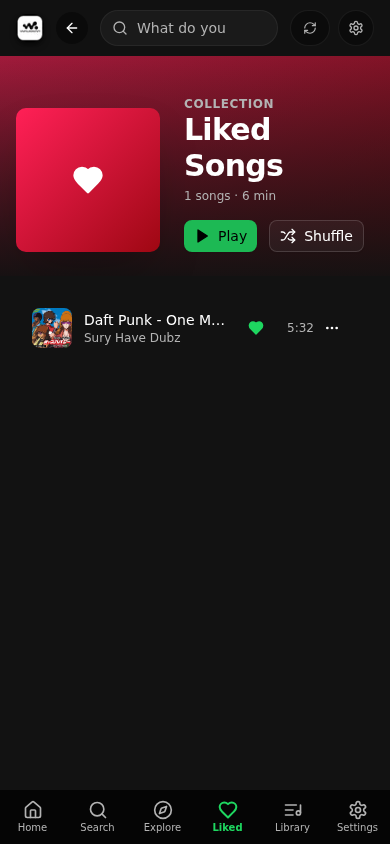 What do you
COLLECTION
Liked
Songs
1 songs · 6 min
Play
Shuffle
Daft Punk - One M...
5:32
Sury Have Dubz
Home
Search
Explore
Liked
Library
Settings